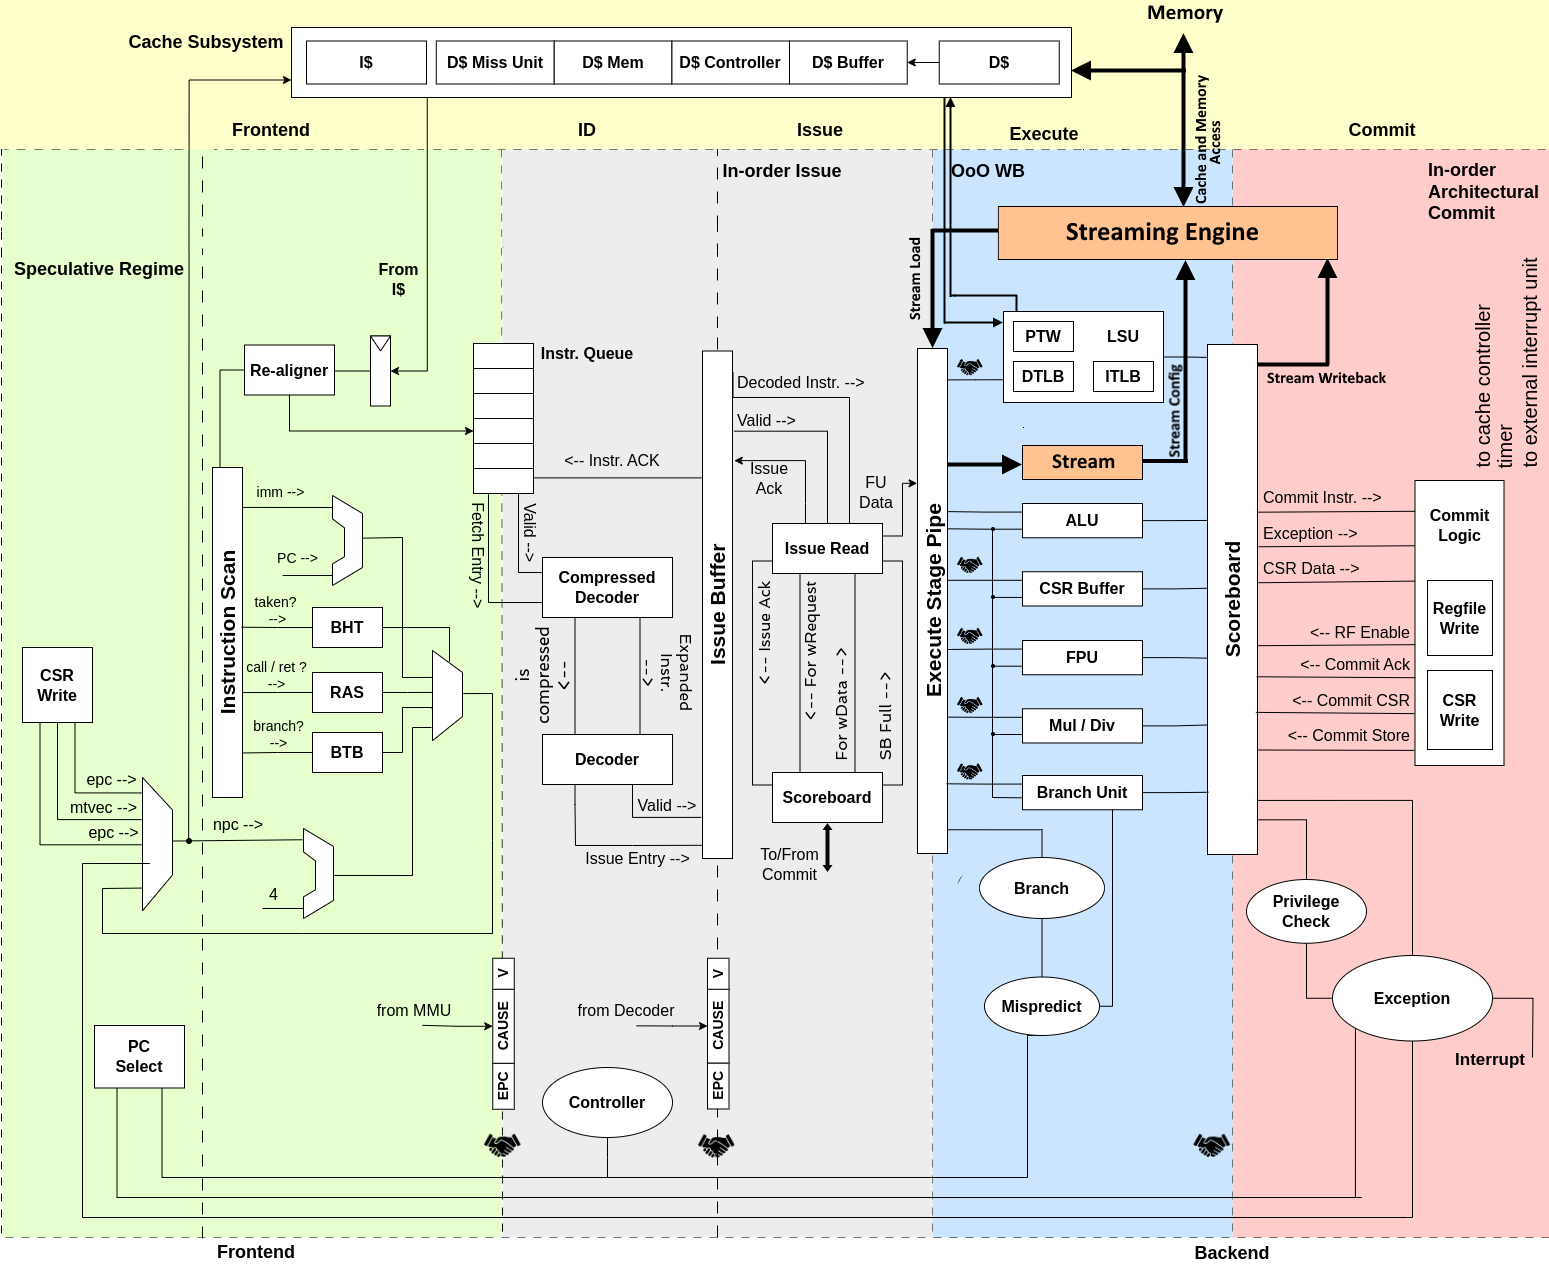 Memory
Cache Subsystem
I$
D$ Miss Unit
D$ Mem
D$ Controller
D$ Buffer
D$
Cache and Memory
Access
Frontend
ID
Issue
Execute
Commit
In-order Issue
OoO WB
In-order
Architectural
Commit
Speculative Regime
From
I$
Streaming Engine
Stream Load
Stream Config
Stream Writeback
to cache controller
timer
to external interrupt unit
Re-aligner
Instr. Queue
PTW
LSU
DTLB
ITLB
Decoded Instr. -->
Valid -->
<-- Instr. ACK
Issue
Ack
FU
Data
Stream
imm -->
PC -->
Instruction Scan
Fetch Entry -->
Valid -->
Compressed
Decoder
Issue Buffer
Issue Read
Execute Stage Pipe
ALU
CSR Buffer
FPU
Mul / Div
Branch Unit
Scoreboard
Commit Instr. -->
Exception -->
CSR Data -->
<-- RF Enable
<-- Commit Ack
<-- Commit CSR
<-- Commit Store
Commit
Logic
Regfile
Write
CSR
Write
taken?
-->
BHT
call / ret ?
-->
RAS
branch?
-->
BTB
CSR
Write
epc -->
mtvec -->
epc -->
npc -->
4
is
compressed
-->
Expanded
Instr.
-->
Decoder
Valid -->
Issue Entry -->
<-- Issue Ack
<-- For wRequest
For wData -->
SB Full -->
Scoreboard
To/From
Commit
Branch
Mispredict
Privilege
Check
Exception
Interrupt
from MMU
V
CAUSE
EPC
from Decoder
V
CAUSE
EPC
PC
Select
Controller
Frontend
Backend